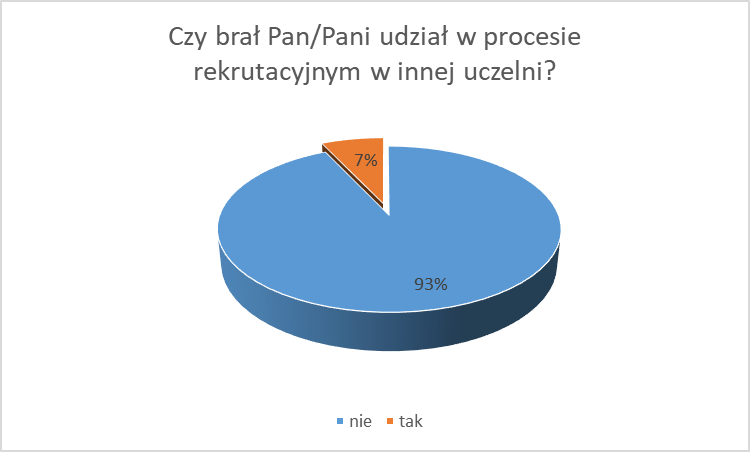 Czy brał Pan/Pani udział w procesie
rekrutacyjnym w innej uczelni?
7%
93%
nie tak